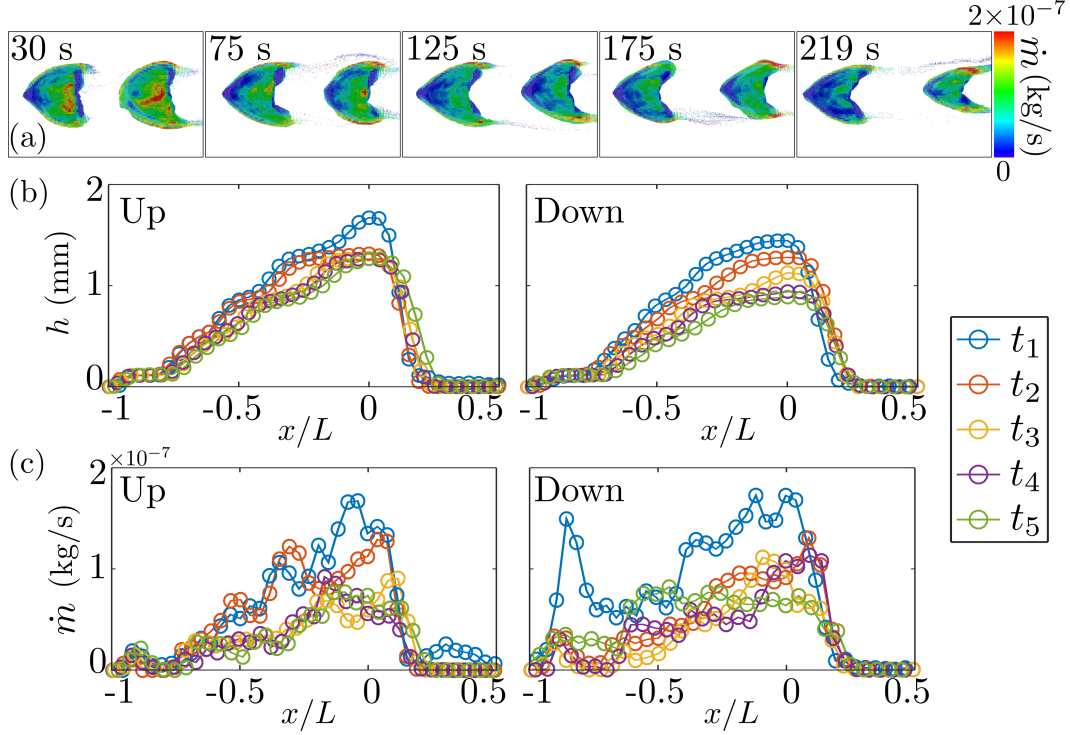 30 s 75 s 125 s 175 s 219 s 2×10⁻⁷
ṁ (kg/s)
0
(a)
(b)
2 Up Down
1
0
h (mm)
-1 -0.5 0 0.5 -1 -0.5 0 0.5
x/L x/L
t₁
t₂
t₃
t₄
t₅
(c)
×10⁻⁷
2 Up Down
1
0
ṁ (kg/s)
-1 -0.5 0 0.5 -1 -0.5 0 0.5
x/L x/L